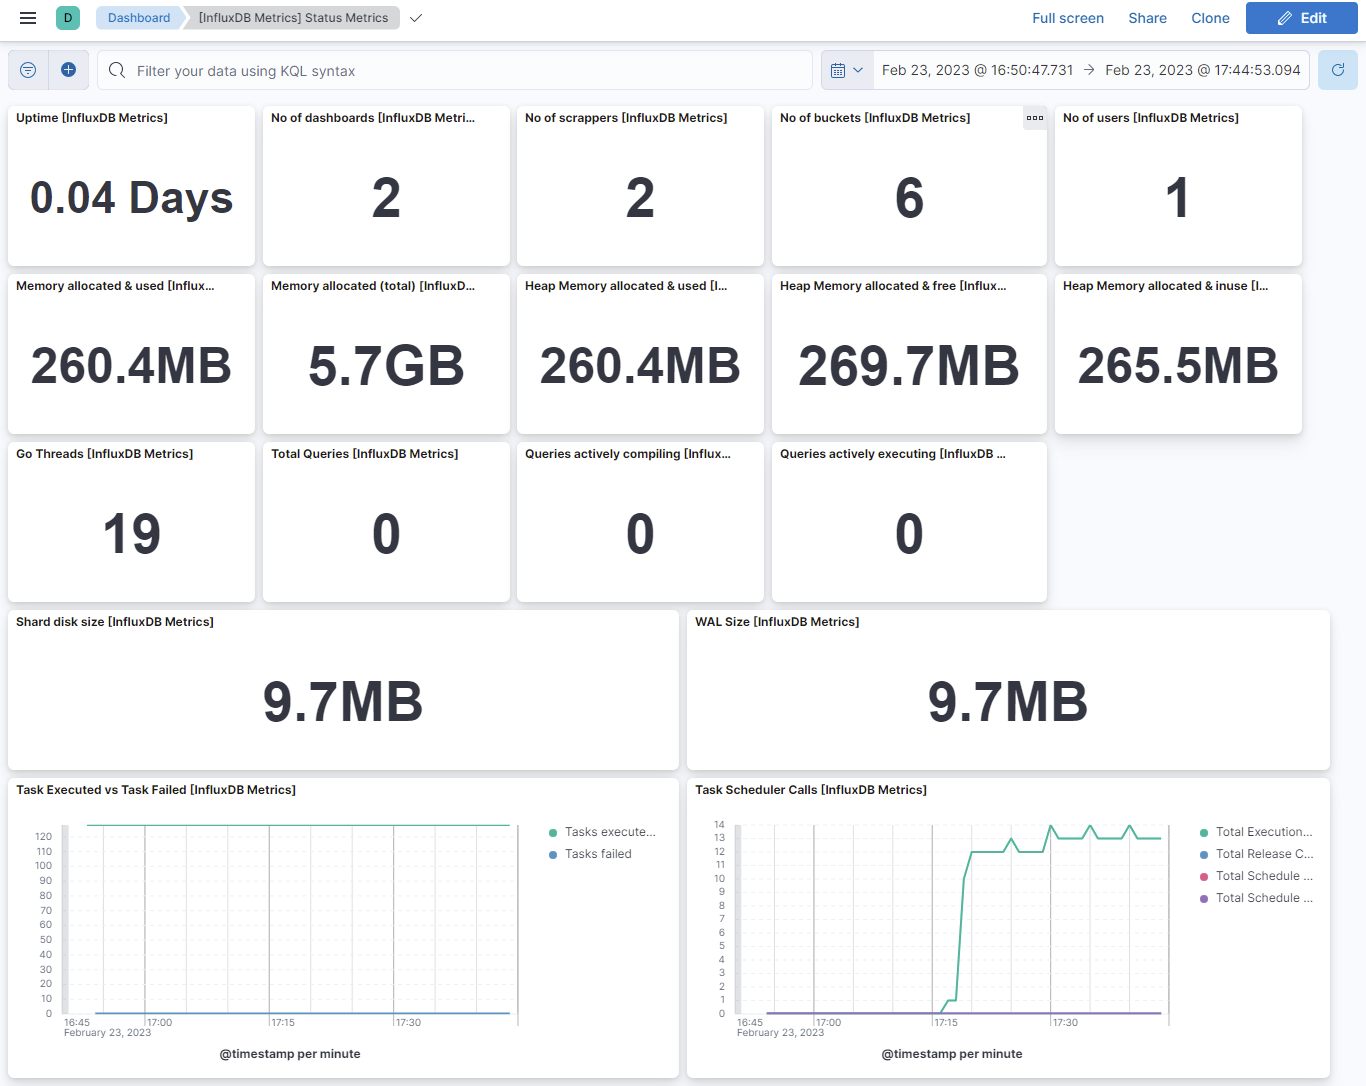 D Dashboard [InfluxDB Metrics] Status Metrics Full screen Share Clone Edit
Filter your data using KQL syntax Feb 23, 2023 @ 16:50:47.731 → Feb 23, 2023 @ 17:44:53.094
Uptime [InfluxDB Metrics]
0.04 Days
No of dashboards [InfluxDB Metri...
2
No of scrappers [InfluxDB Metrics]
2
No of buckets [InfluxDB Metrics]
6
No of users [InfluxDB Metrics]
1
Memory allocated & used [Influx...
260.4MB
Memory allocated (total) [InfluxD...
5.7GB
Heap Memory allocated & used [I...
260.4MB
Heap Memory allocated & free [Influx...
269.7MB
Heap Memory allocated & inuse [I...
265.5MB
Go Threads [InfluxDB Metrics]
19
Total Queries [InfluxDB Metrics]
0
Queries actively compiling [Influx...
0
Queries actively executing [InfluxDB ...
0
Shard disk size [InfluxDB Metrics]
9.7MB
WAL Size [InfluxDB Metrics]
9.7MB
Task Executed vs Task Failed [InfluxDB Metrics]
120
110
100
90
80
70
60
50
40
30
20
10
0
16:45 17:00 17:15 17:30
February 23, 2023
@timestamp per minute
Tasks execute...
Tasks failed
Task Scheduler Calls [InfluxDB Metrics]
14
13
12
11
10
9
8
7
6
5
4
3
2
1
0
16:45 17:00 17:15 17:30
February 23, 2023
@timestamp per minute
Total Execution...
Total Release C...
Total Schedule ...
Total Schedule ...